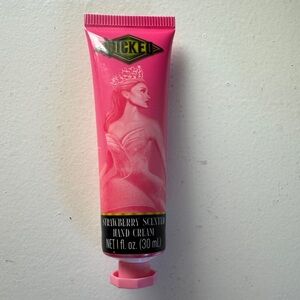 WICKED
STRAWBERRY SCENTED
HAND CREAM
NET 1 fl. oz. (30 mL)